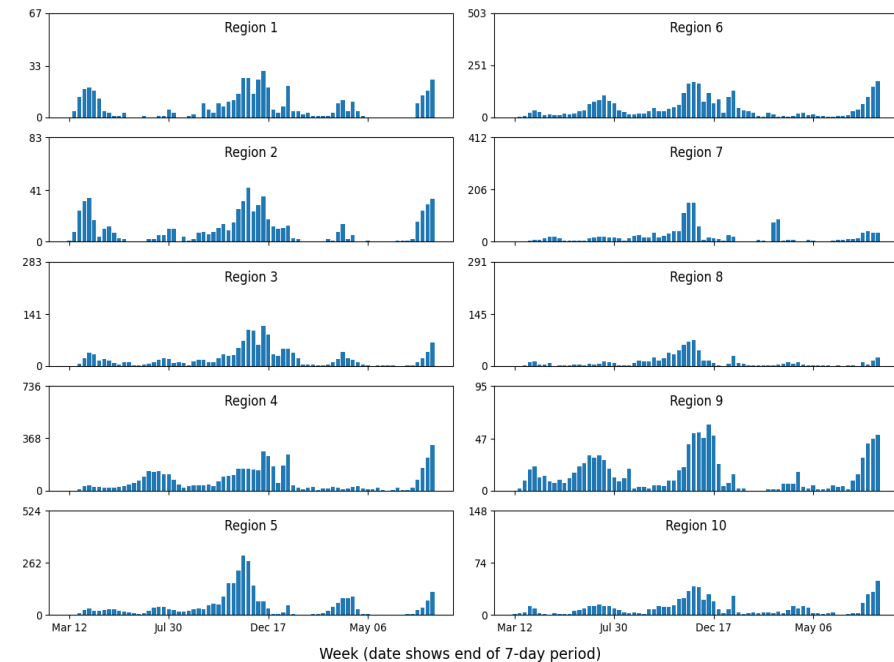 67
33
0
Region 1
503
251
0
Region 6
83
41
0
Region 2
412
206
0
Region 7
283
141
0
Region 3
291
145
0
Region 8
736
368
0
Region 4
95
47
0
Region 9
524
262
0
Region 5
148
74
0
Region 10
Mar 12 Jul 30 Dec 17 May 06
Mar 12 Jul 30 Dec 17 May 06
Week (date shows end of 7-day period)